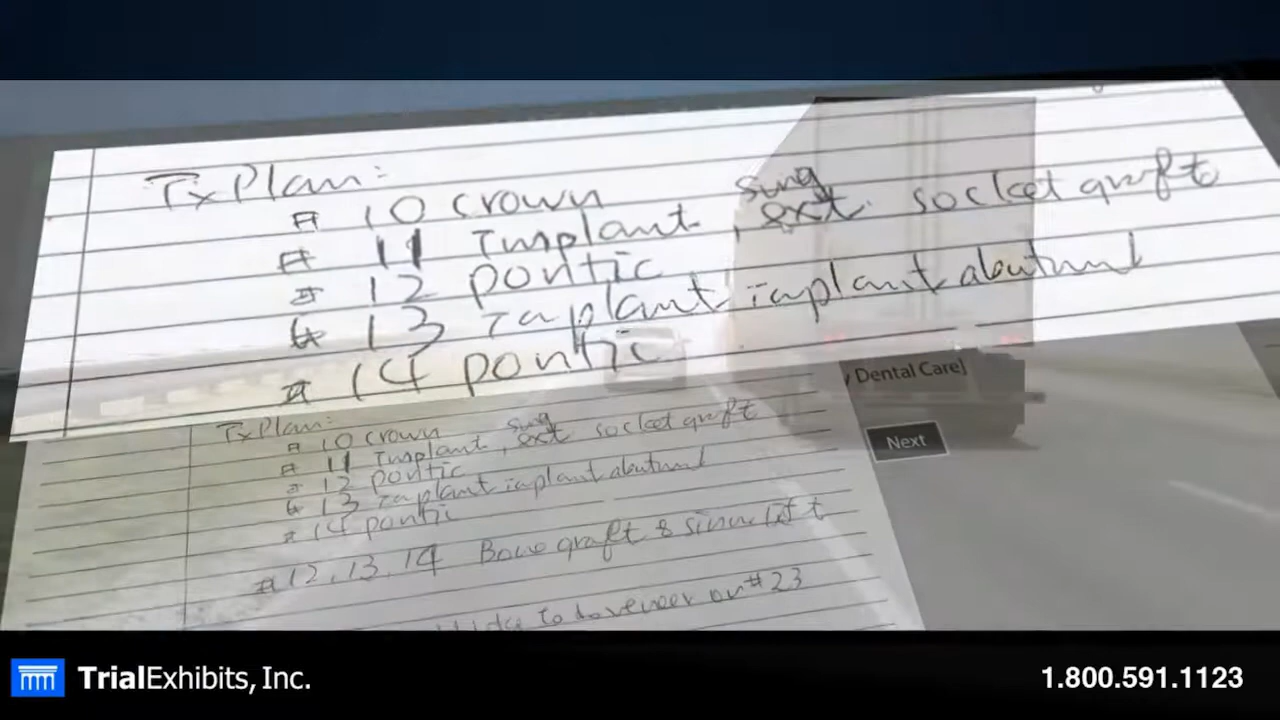 Tx Plan:
# 10 crown
# 11 Implant, surg ext. socket graft
# 12 pontic
# 13 Implant implant abutment
# 14 pontic
Dental Care]
Next
Tx Plan:
# 10 crown
# 11 Implant, surg ext socket graft
# 12 pontic
# 13 Implant implant abutment
# 14 pontic
#12, 13, 14 Bone graft & sinus lift
to do veneer on #23
TrialExhibits, Inc.
1.800.591.1123